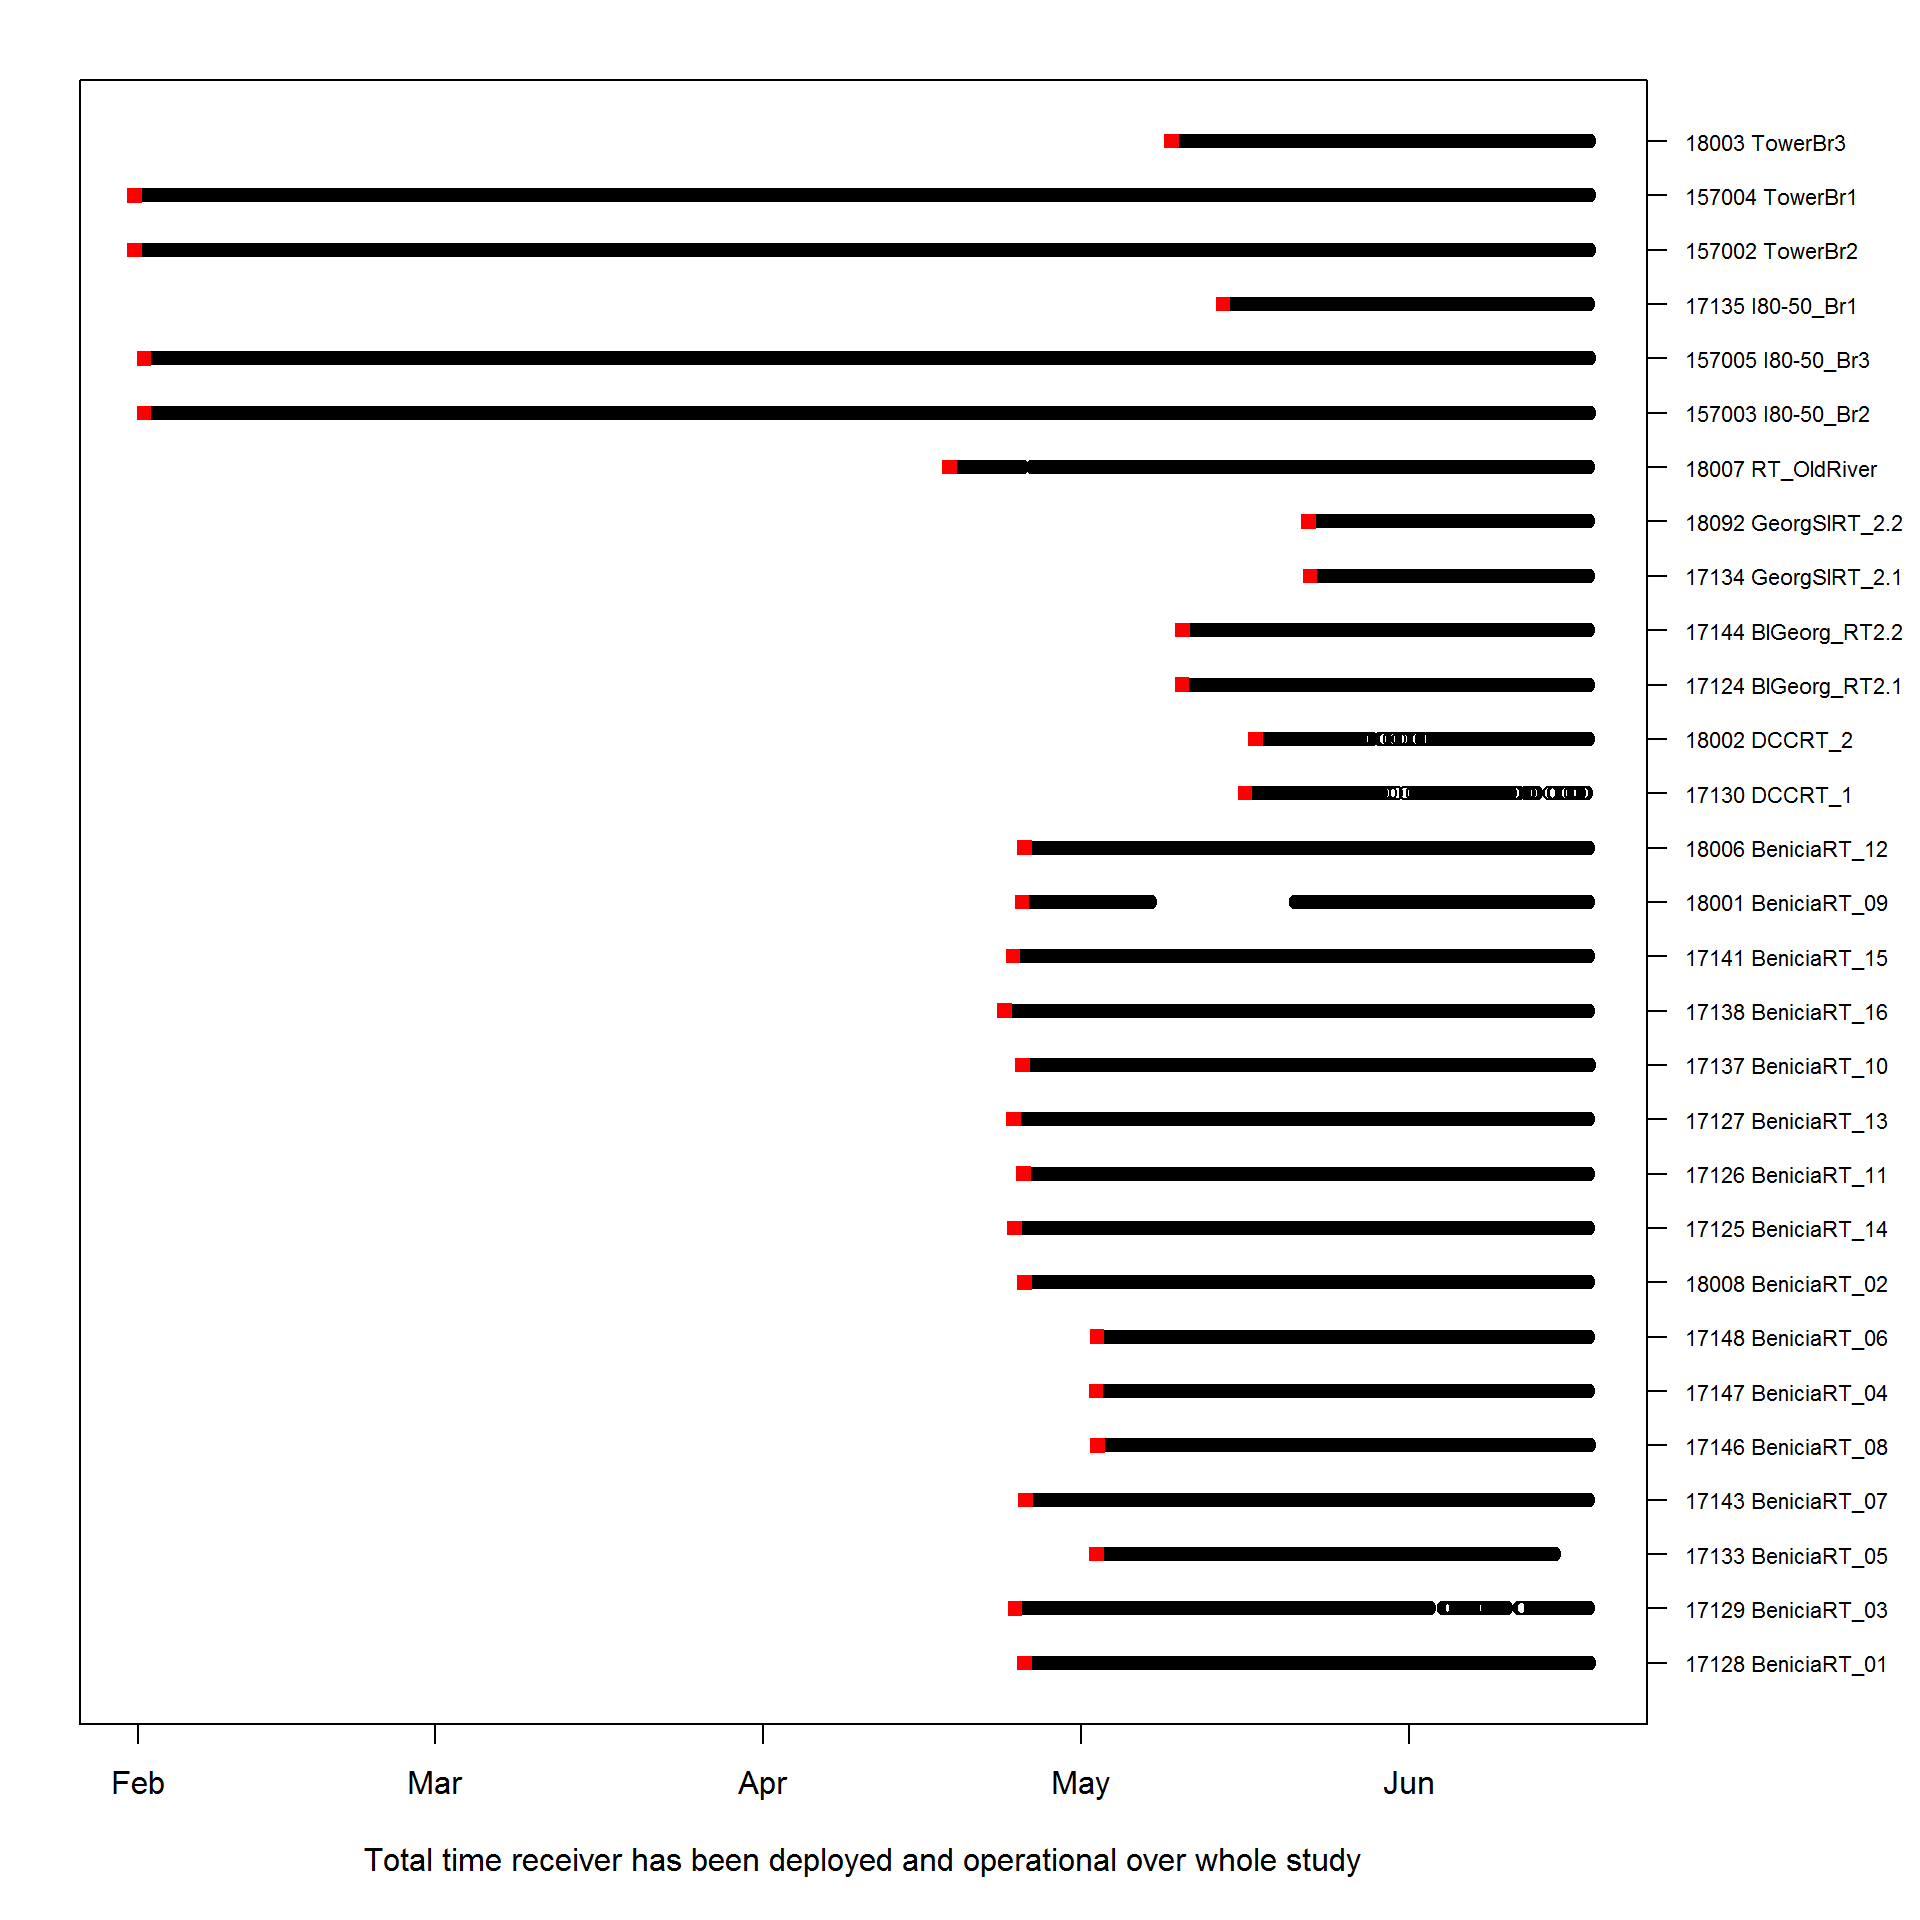 18003 TowerBr3
157004 TowerBr1
157002 TowerBr2
17135 I80-50_Br1
157005 I80-50_Br3
157003 I80-50_Br2
18007 RT_OldRiver
18092 GeorgSlRT_2.2
17134 GeorgSlRT_2.1
17144 BlGeorg_RT2.2
17124 BlGeorg_RT2.1
18002 DCCRT_2
17130 DCCRT_1
18006 BeniciaRT_12
18001 BeniciaRT_09
17141 BeniciaRT_15
17138 BeniciaRT_16
17137 BeniciaRT_10
17127 BeniciaRT_13
17126 BeniciaRT_11
17125 BeniciaRT_14
18008 BeniciaRT_02
17148 BeniciaRT_06
17147 BeniciaRT_04
17146 BeniciaRT_08
17143 BeniciaRT_07
17133 BeniciaRT_05
17129 BeniciaRT_03
17128 BeniciaRT_01
Feb Mar Apr May Jun
Total time receiver has been deployed and operational over whole study